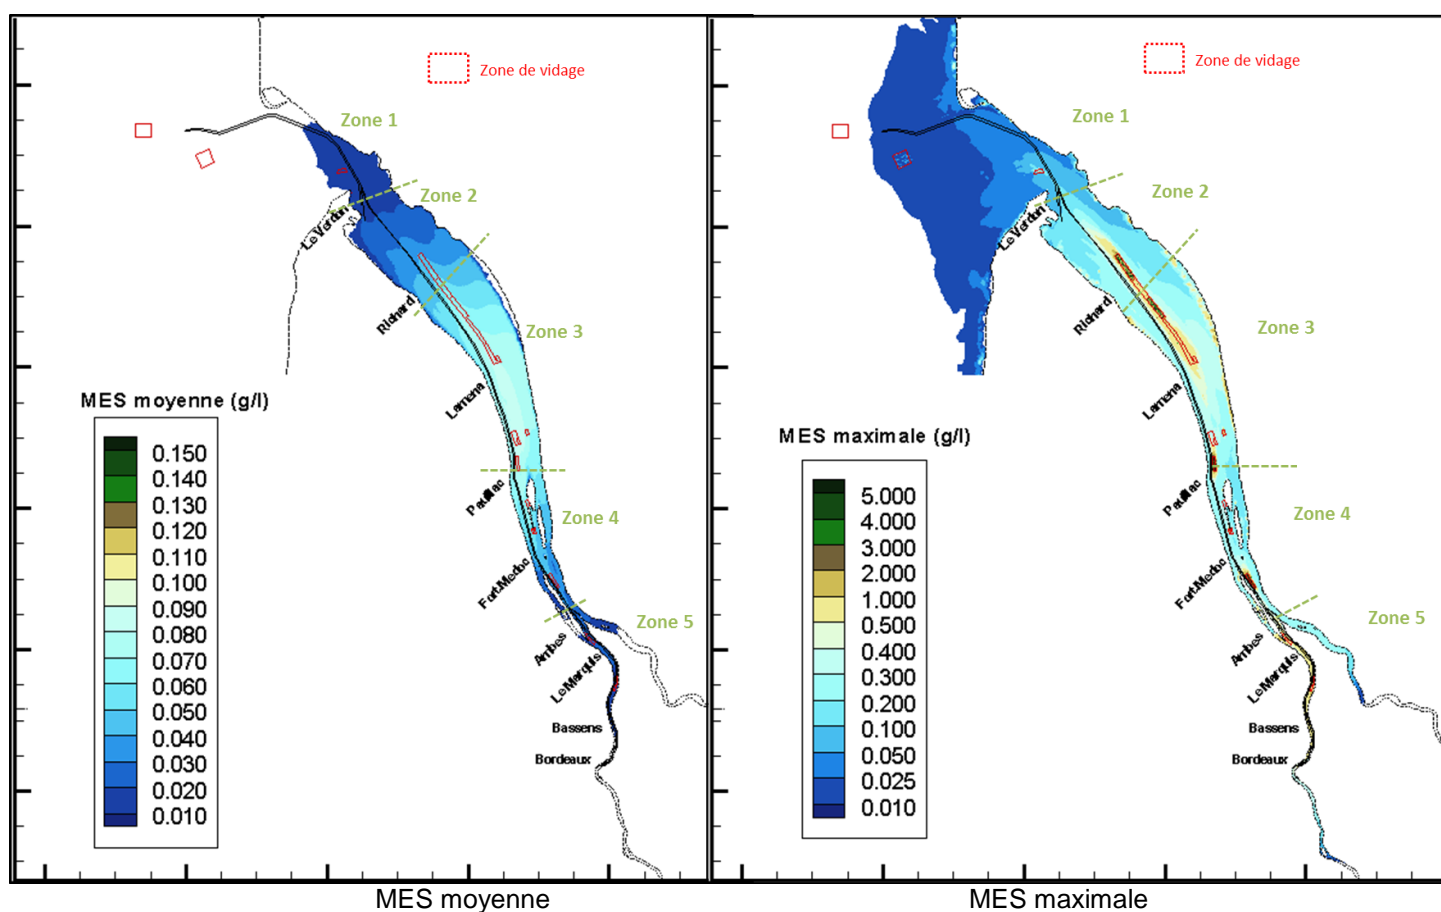 Zone de vidage
Zone 1
Zone 2
Le Verdon
Richard
Zone 3
Lamena
MES moyenne (g/l)
0.150
0.140
0.130
0.120
0.110
0.100
0.090
0.080
0.070
0.060
0.050
0.040
0.030
0.020
0.010
Pauillac
Zone 4
Fort Medoc
Zone 5
Ambes
Le Marquis
Bassens
Bordeaux
MES moyenne
Zone de vidage
Zone 1
Zone 2
Le Verdon
Richard
Zone 3
Lamena
MES maximale (g/l)
5.000
4.000
3.000
2.000
1.000
0.500
0.400
0.300
0.200
0.100
0.050
0.025
0.010
Pauillac
Zone 4
Fort Medoc
Zone 5
Ambes
Le Marquis
Bassens
Bordeaux
MES maximale